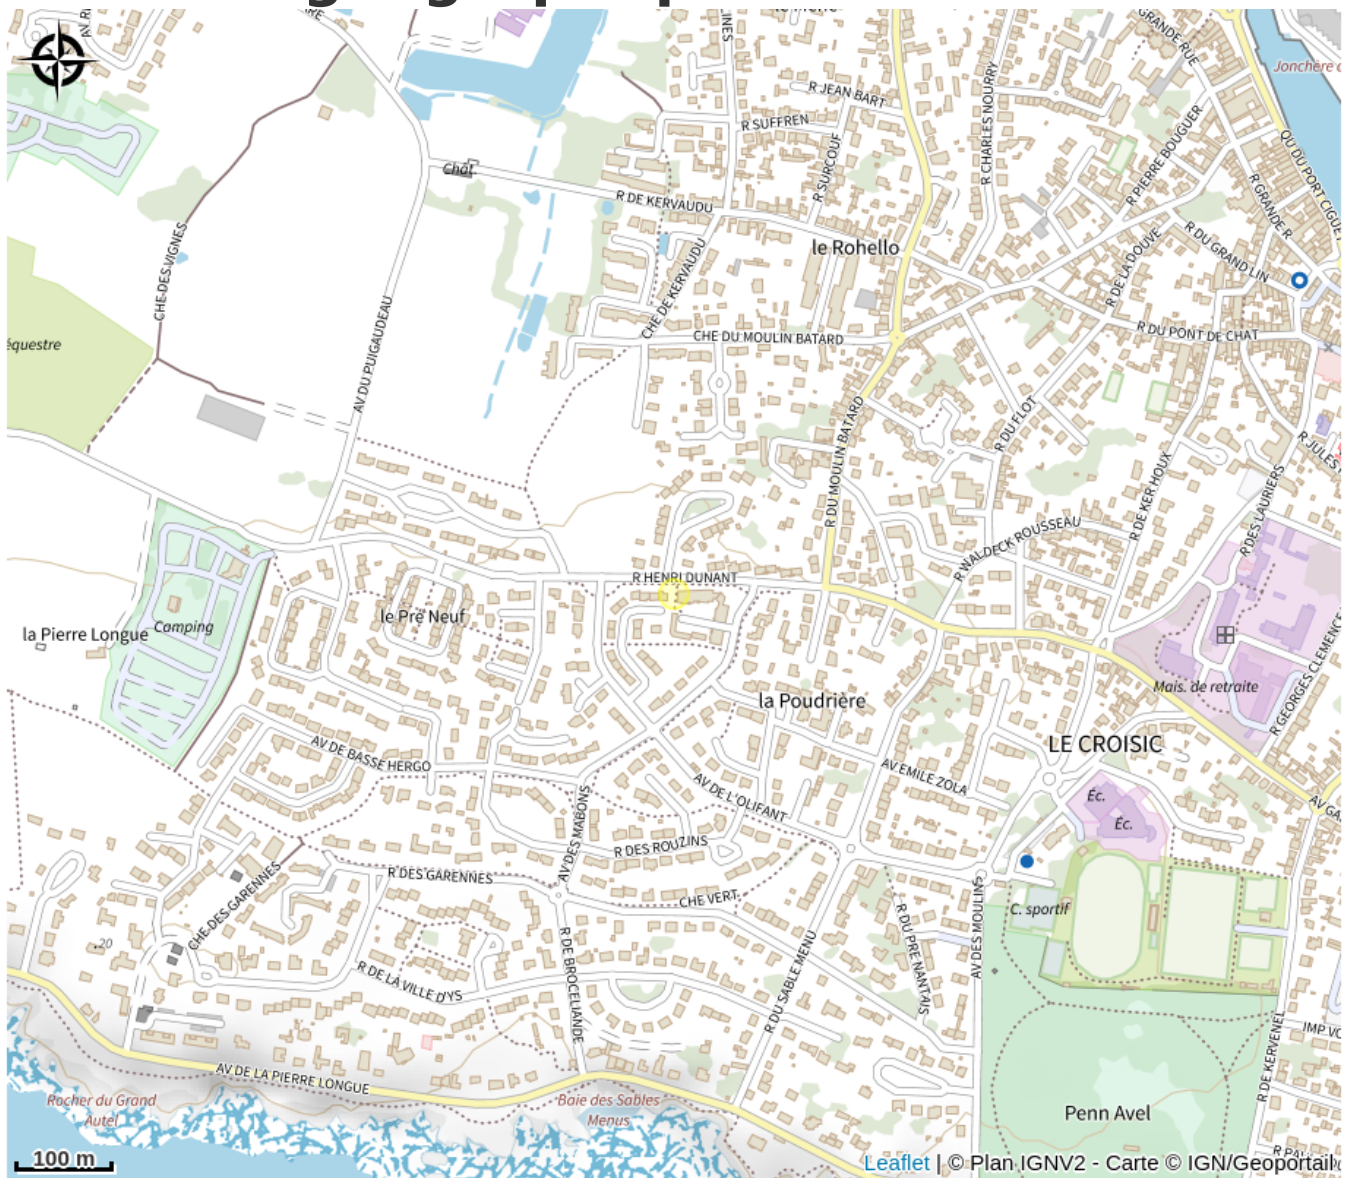 R JEAN BART
R SUFFREN
R SURCOUF
R CHARLES NOURRY
GRANDE RUE
Jonchère
R PIERRE BOUGUER
QU DU PORT CIGUET
R GRANDE R
Chât.
R DE KERVAUDU
le Rohello
R DE LA DOUVE
R DU GRAND LIN
CHE DES VIGNES
AV DU PUIGAUDEAU
CHE DE KERVAUDU
CHE DU MOULIN BATARD
R DU PONT DE CHAT
équestre
R DU MOULIN BATARD
R DU FLOT
R DE KER HOUX
R DES LAURIERS
R JULES
R WALDECK ROUSSEAU
R HENRI DUNANT
le Pré Neuf
la Pierre Longue
Camping
R GEORGES CLEMENCE
Mais. de retraite
la Poudrière
LE CROISIC
AV DE BASSE HERGO
AV EMILE ZOLA
AV DE L'OLIFANT
Éc.
Éc.
AV GA
AV DES MABONS
R DES ROUZINS
R DES GARENNES
CHE VERT
CHE DES GARENNES
C. sportif
R DU PRE NANTAIS
AV DES MOULINS
.20
R DE LA VILLE D'YS
R DE BROCELIANDE
R DU SABLE MENU
IMP VO
R DE KERVENEL
AV DE LA PIERRE LONGUE
Rocher du Grand
Autel
Baie des Sables
Menus
Penn Avel
100 m
R PA
Leaflet | © Plan IGNV2 - Carte © IGN/Geoportail